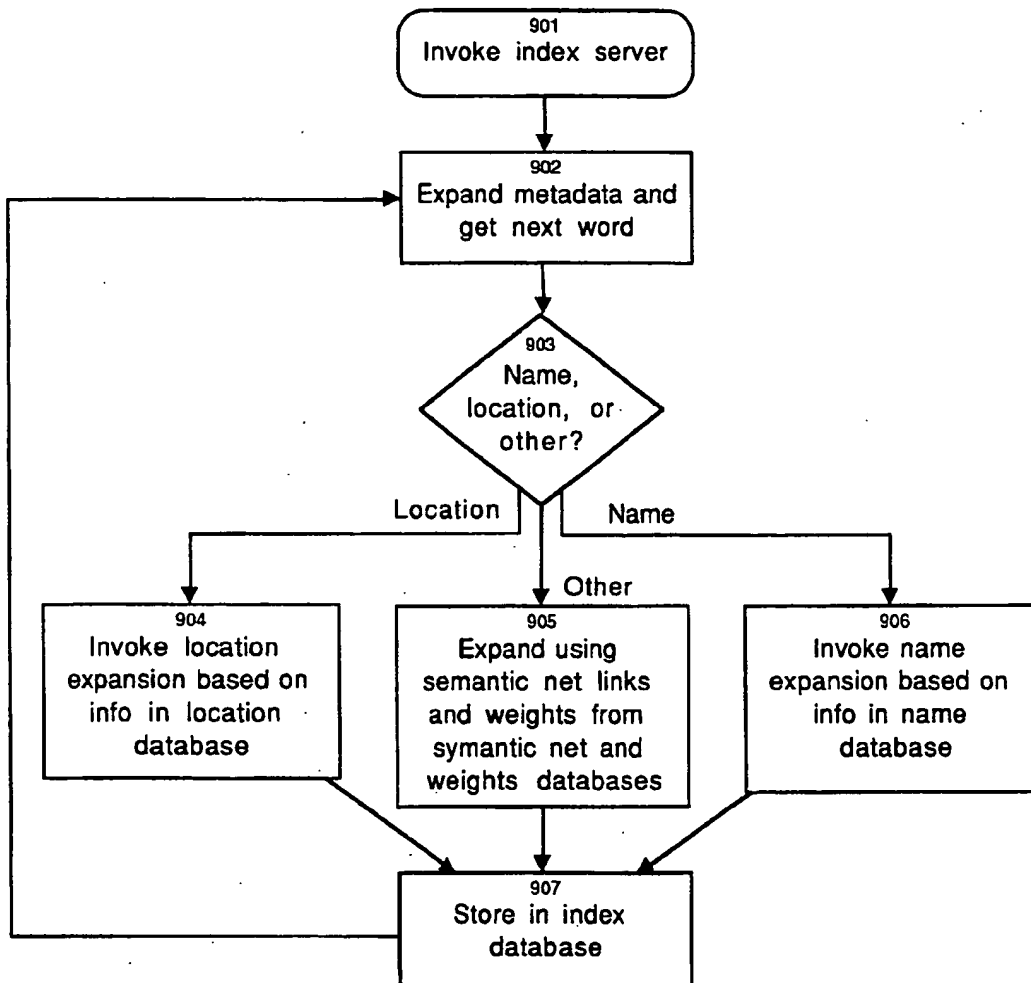 901
Invoke index server
902
Expand metadata and
get next word
903
Name,
location, or
other?
Location
Name
Other
904
Invoke location
expansion based on
info in location
database
905
Expand using
semantic net links
and weights from
symantic net and
weights databases
906
Invoke name
expansion based on
info in name
database
907
Store in index
database